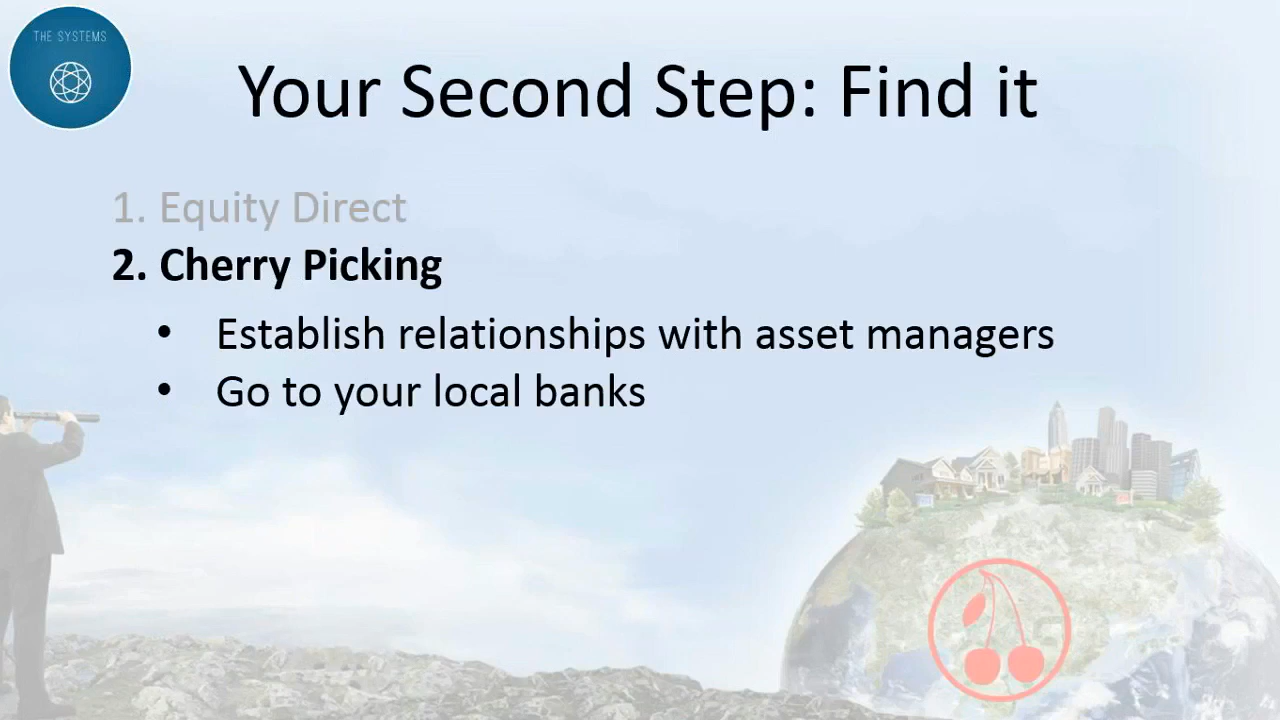 THE SYSTEMS
Your Second Step: Find it
1. Equity Direct
2. Cherry Picking
• Establish relationships with asset managers
• Go to your local banks